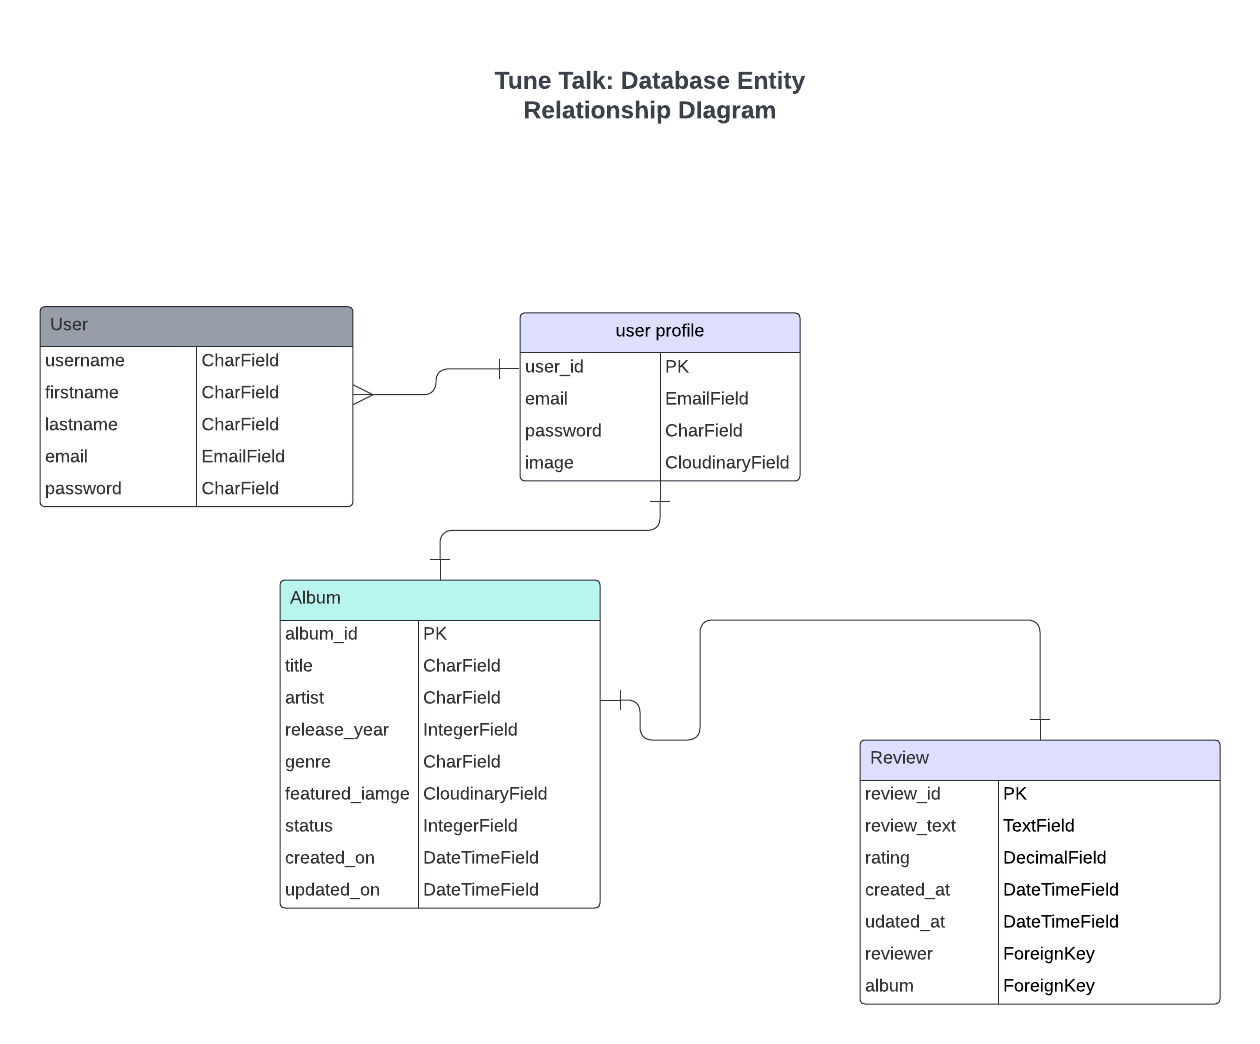 Tune Talk: Database Entity
Relationship DIagram
User
username CharField
firstname CharField
lastname CharField
email EmailField
password CharField
user profile
user_id PK
email EmailField
password CharField
image CloudinaryField
Album
album_id PK
title CharField
artist CharField
release_year IntegerField
genre CharField
featured_iamge CloudinaryField
status IntegerField
created_on DateTimeField
updated_on DateTimeField
Review
review_id PK
review_text TextField
rating DecimalField
created_at DateTimeField
udated_at DateTimeField
reviewer ForeignKey
album ForeignKey